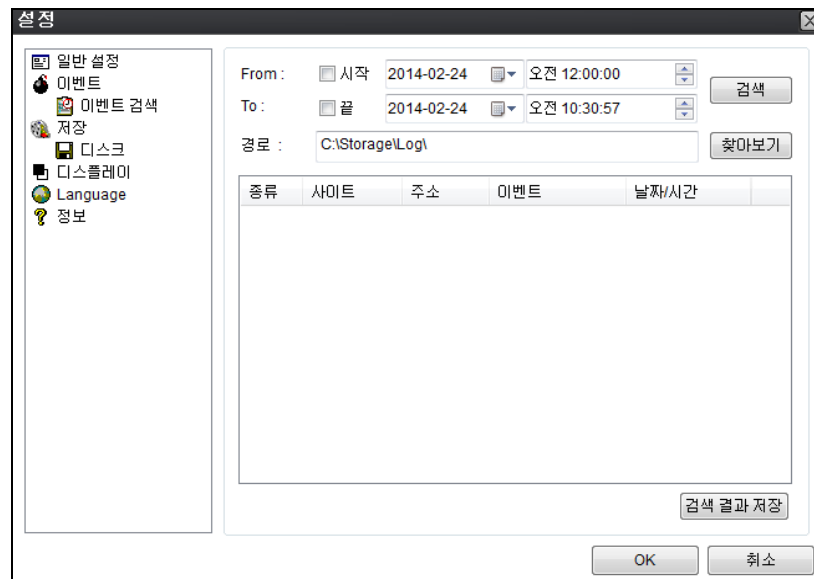 설정
일반 설정
이벤트
이벤트 검색
저장
디스크
디스플레이
Language
정보
From : 시작 2014-02-24 오전 12:00:00 검색
To : 끝 2014-02-24 오전 10:30:57
경로 : C:\Storage\Log\ 찾아보기
종류 사이트 주소 이벤트 날짜/시간
검색 결과 저장
OK 취소